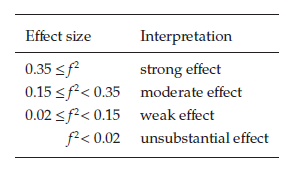 Effect size Interpretation
0.35 ≤ f² strong effect
0.15 ≤ f² < 0.35 moderate effect
0.02 ≤ f² < 0.15 weak effect
f² < 0.02 unsubstantial effect